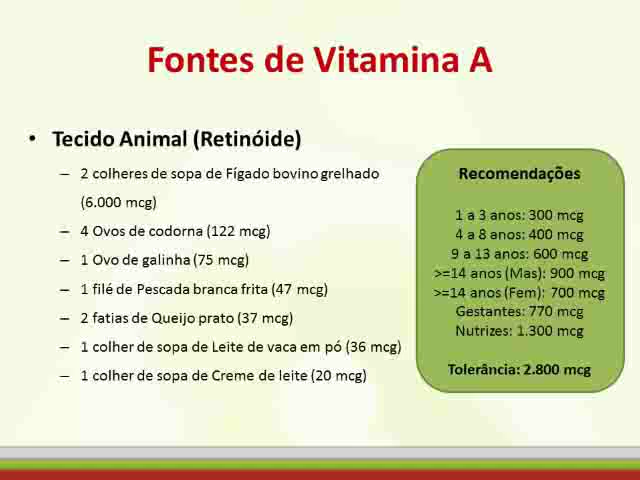 Fontes de Vitamina A
• Tecido Animal (Retinóide)
– 2 colheres de sopa de Fígado bovino grelhado
(6.000 mcg)
– 4 Ovos de codorna (122 mcg)
– 1 Ovo de galinha (75 mcg)
– 1 filé de Pescada branca frita (47 mcg)
– 2 fatias de Queijo prato (37 mcg)
– 1 colher de sopa de Leite de vaca em pó (36 mcg)
– 1 colher de sopa de Creme de leite (20 mcg)
Recomendações
1 a 3 anos: 300 mcg
4 a 8 anos: 400 mcg
9 a 13 anos: 600 mcg
>=14 anos (Mas): 900 mcg
>=14 anos (Fem): 700 mcg
Gestantes: 770 mcg
Nutrizes: 1.300 mcg
Tolerância: 2.800 mcg